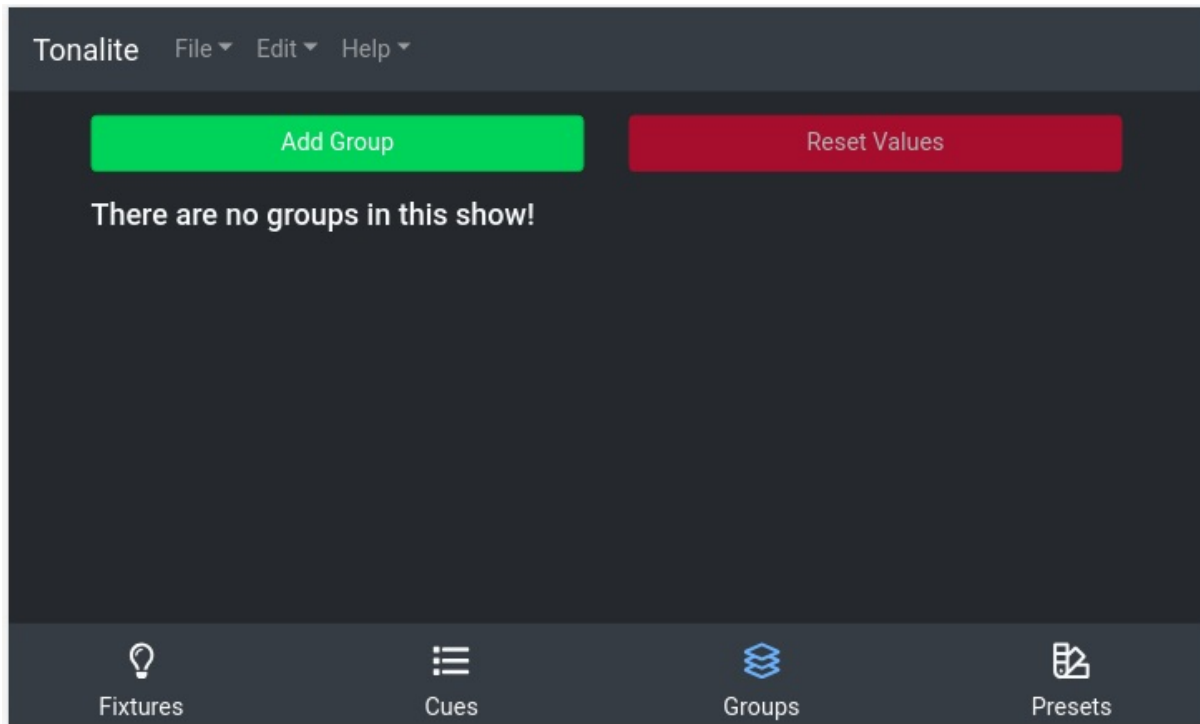 Tonalite File Edit Help
Add Group Reset Values
There are no groups in this show!
Fixtures Cues Groups Presets